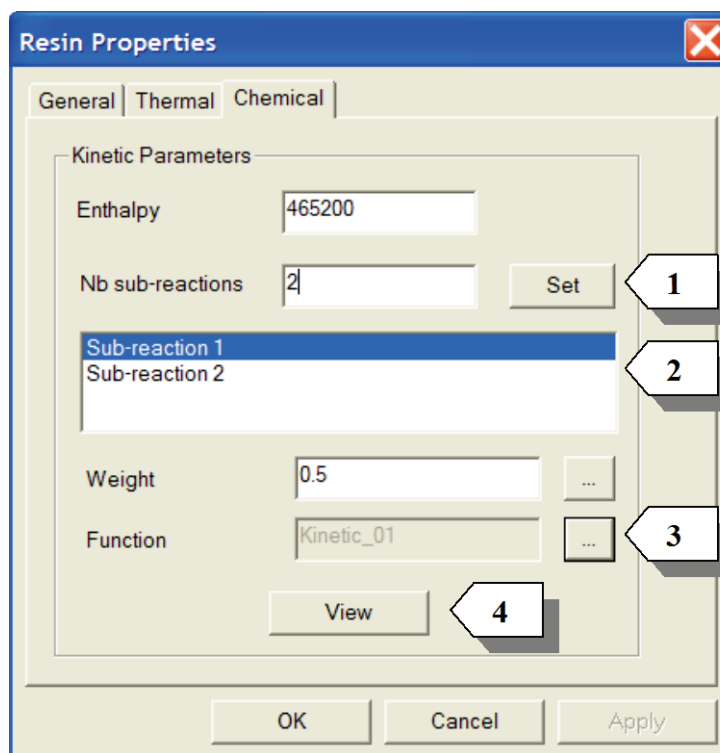 Resin Properties
General Thermal Chemical
Kinetic Parameters
Enthalpy 465200
Nb sub-reactions 2 Set 1
Sub-reaction 1
Sub-reaction 2
2
Weight 0.5 ...
Function Kinetic_01 ... 3
View 4
OK Cancel Apply